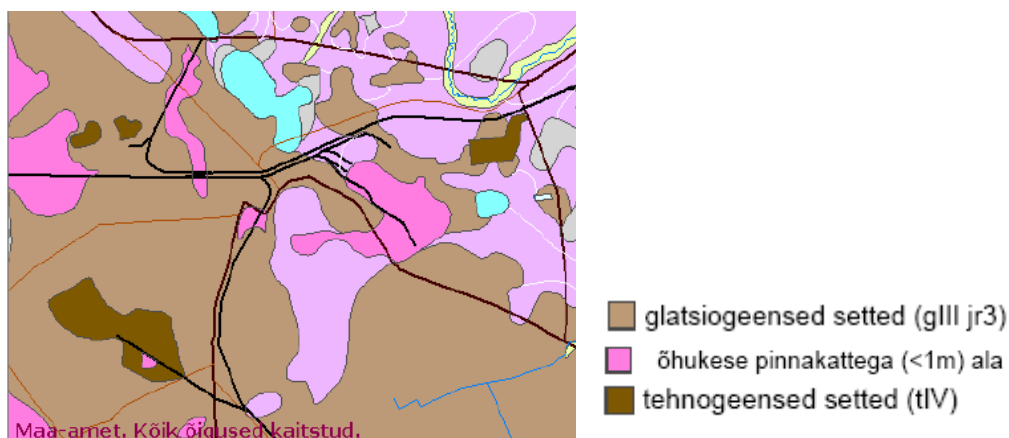 glatsiogeensed setted (gIII jr3)
õhukese pinnakattega (<1m) ala
tehnogeensed setted (tIV)
Maa-amet. Kõik õigused kaitstud.